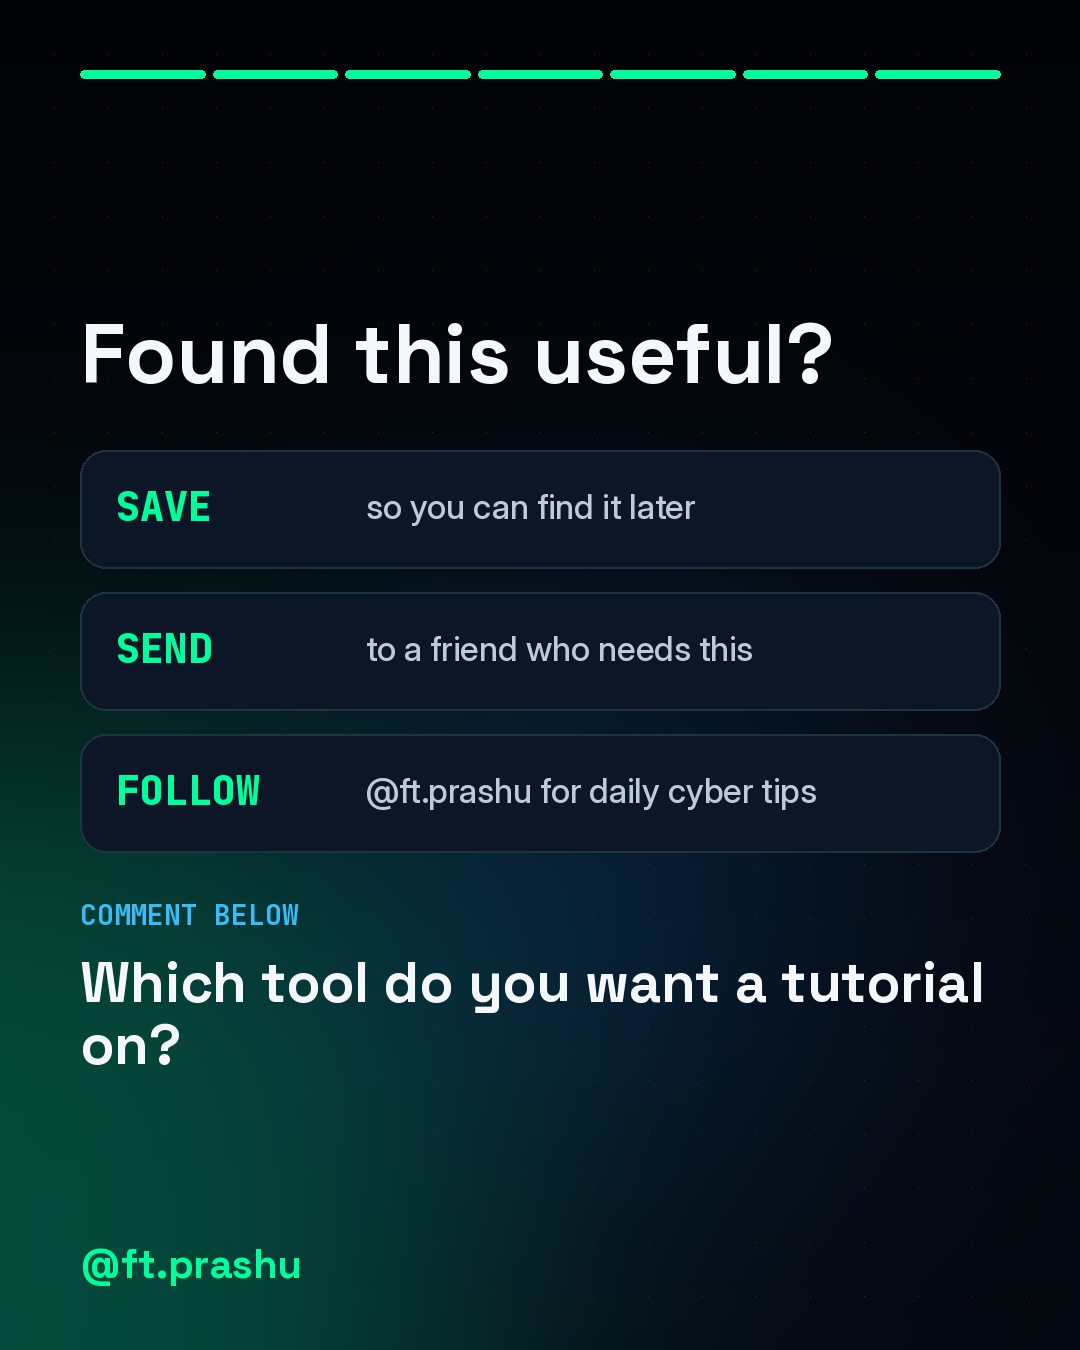 Found this useful?
SAVE so you can find it later
SEND to a friend who needs this
FOLLOW @ft.prashu for daily cyber tips
COMMENT BELOW
Which tool do you want a tutorial
on?
@ft.prashu